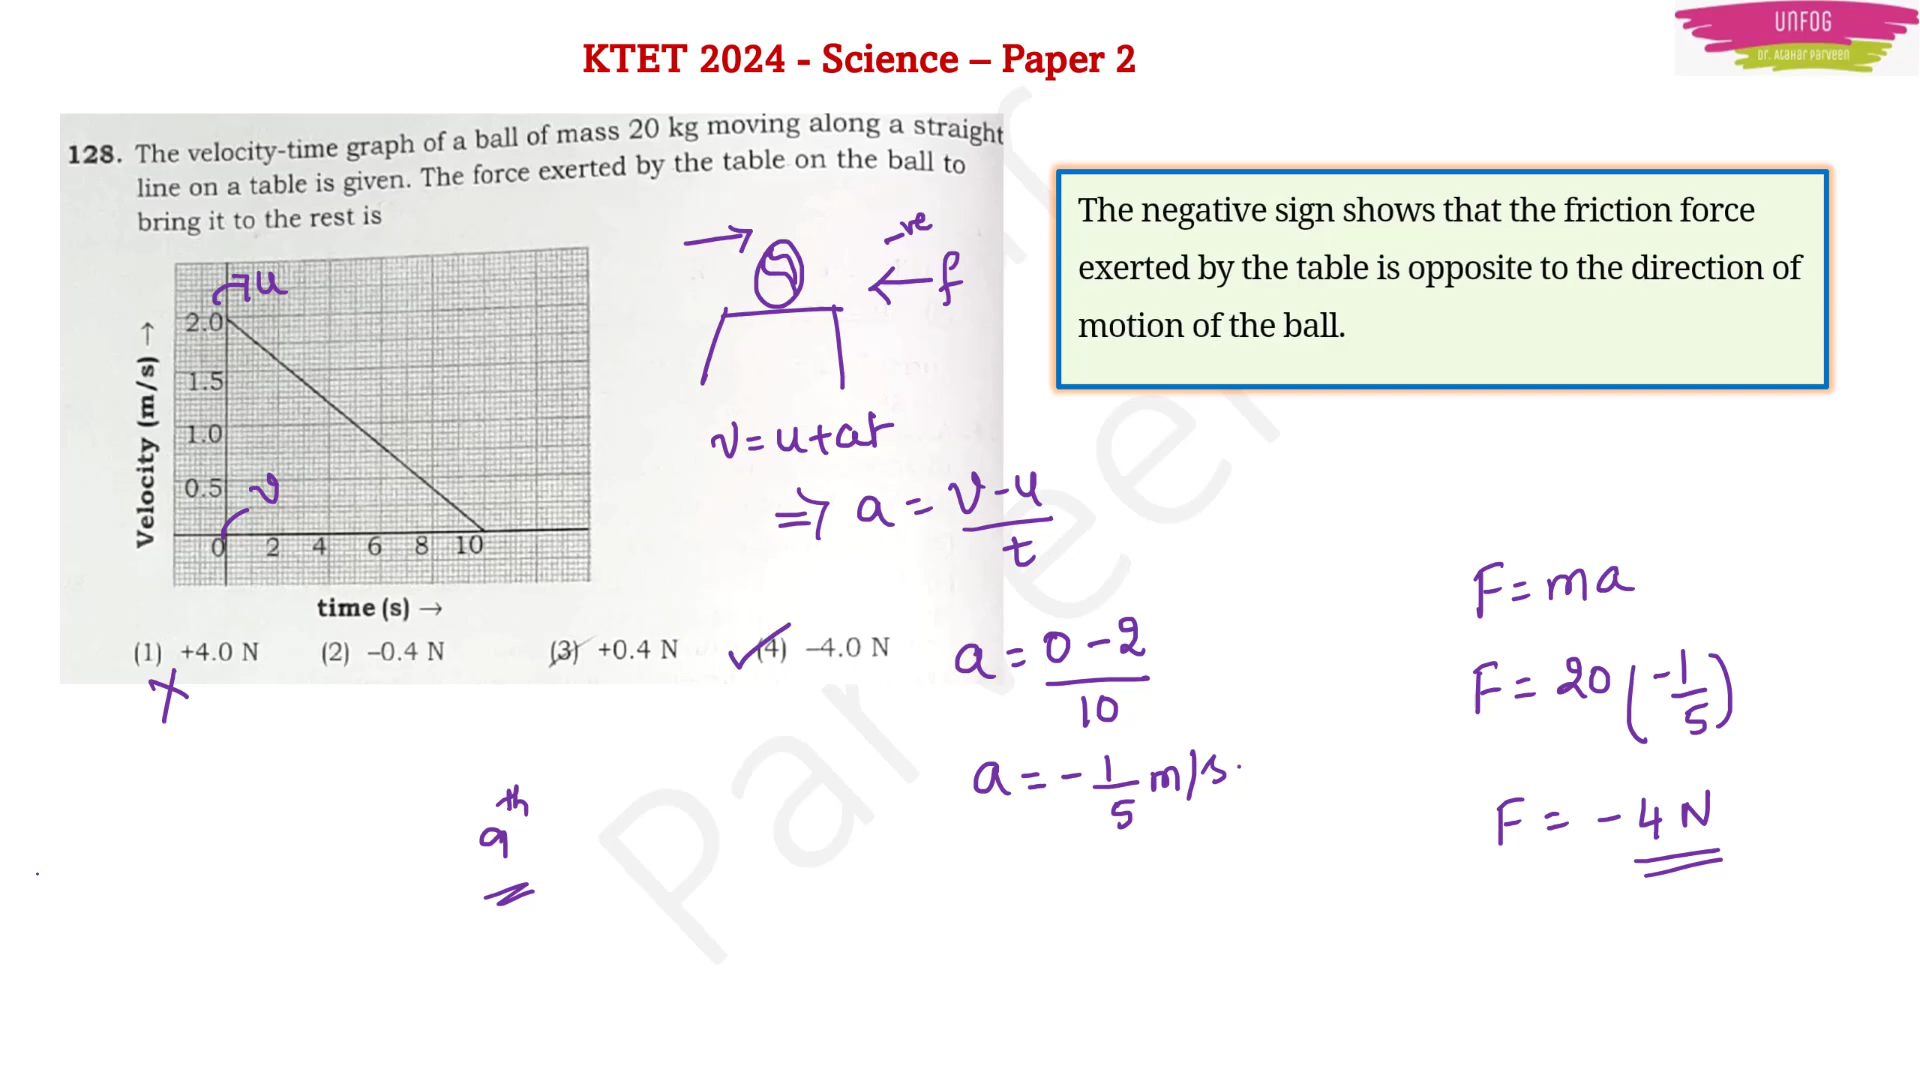 UNFOG
Dr. Atahar Parveen
KTET 2024 - Science – Paper 2
128. The velocity-time graph of a ball of mass 20 kg moving along a straight
line on a table is given. The force exerted by the table on the ball to
bring it to the rest is
The negative sign shows that the friction force
exerted by the table is opposite to the direction of
motion of the ball.
-ve
f
u
2.0
1.5
1.0
0.5
v
0 2 4 6 8 10
Velocity (m/s) →
time (s) →
v = u + at
⇒ a = v - u / t
(1) +4.0 N (2) –0.4 N (3) +0.4 N (4) –4.0 N
a = 0 - 2 / 10
a = - 1/5 m/s.
F = ma
F = 20 (-1/5)
F = - 4 N
9th
Parveen